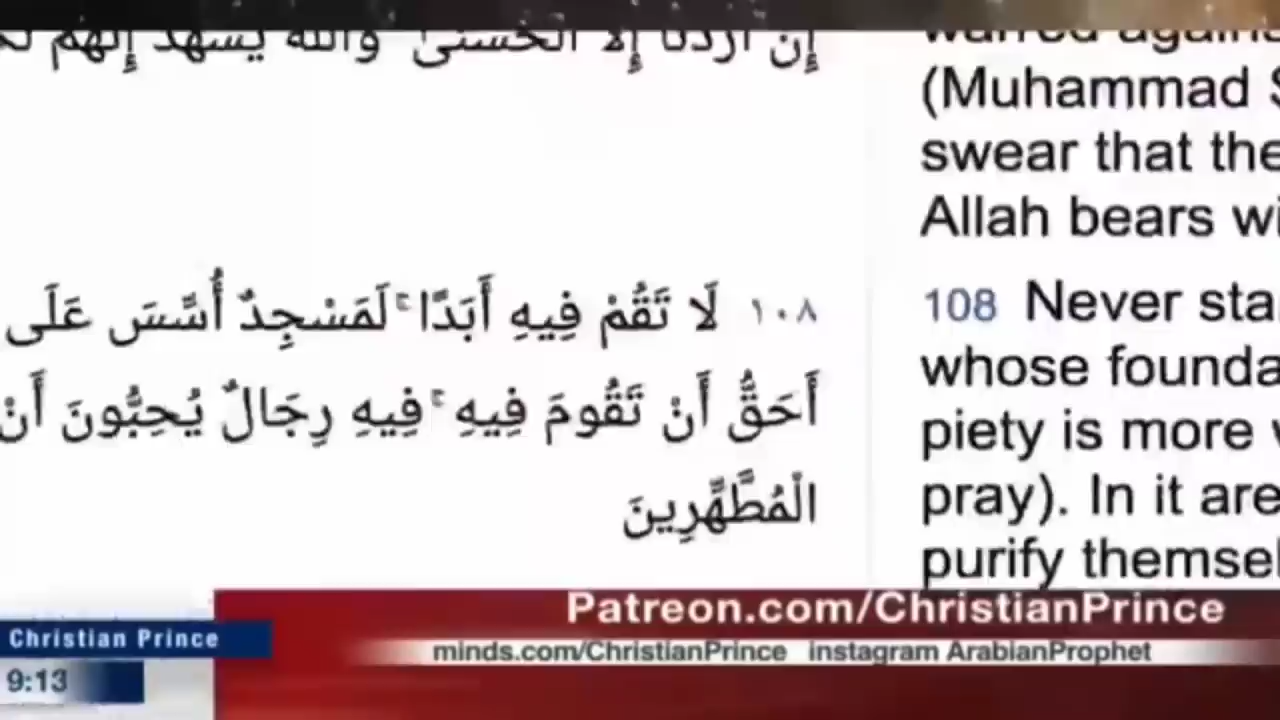 إِن أردنا إلا الحسنى والله يشهد إنهم
warred agains
(Muhammad
swear that the
Allah bears wi
١٠٨ لَا تَقُمْ فِيهِ أَبَدًا ۚ لَمَسْجِدٌ أُسِّسَ عَلَى
أَحَقُّ أَنْ تَقُومَ فِيهِ ۚ فِيهِ رِجَالٌ يُحِبُّونَ أَنْ
الْمُطَّهِّرِينَ
108 Never sta
whose founda
piety is more
pray). In it are
purify themsel
Patreon.com/ChristianPrince
Christian Prince
minds.com/ChristianPrince instagram ArabianProphet
9:13